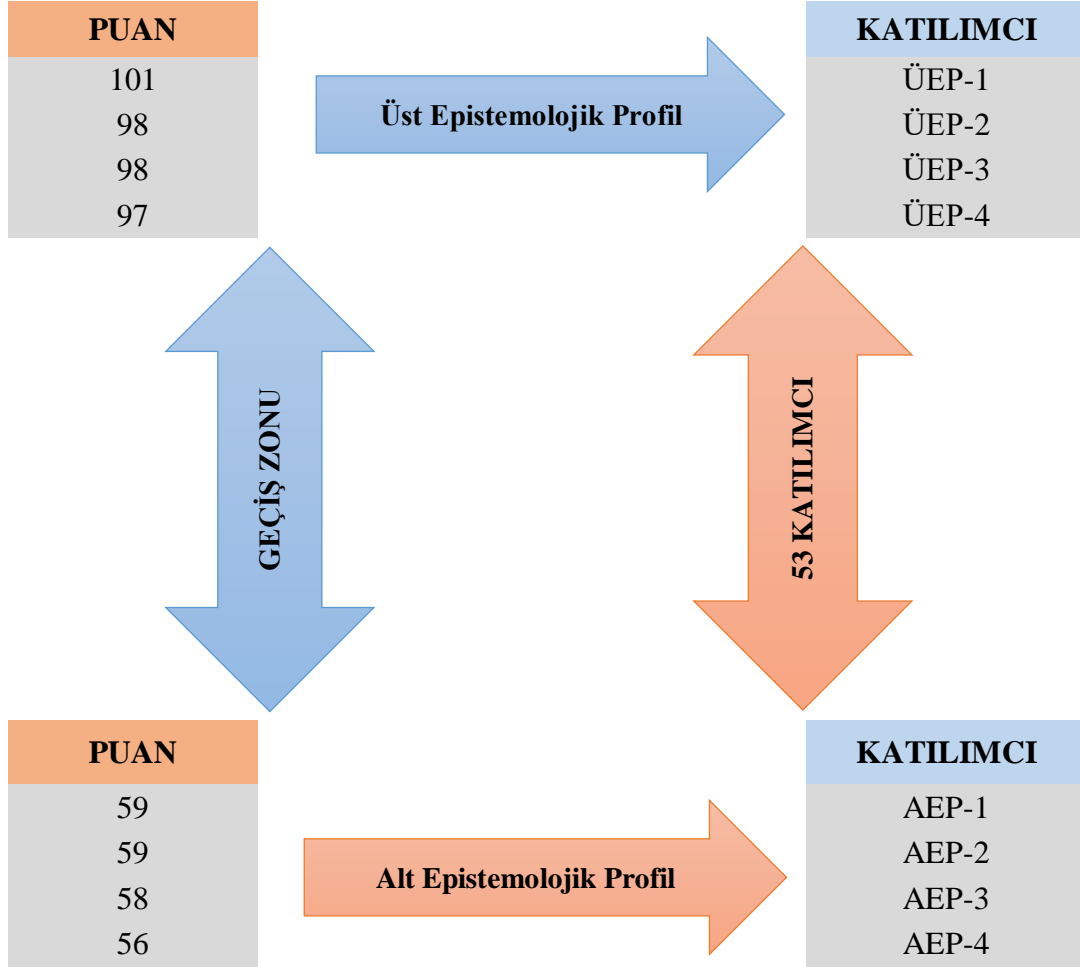 PUAN
101
98
98
97
Üst Epistemolojik Profil
KATILIMCI
ÜEP-1
ÜEP-2
ÜEP-3
ÜEP-4
GEÇİŞ ZONU
53 KATILIMCI
PUAN
59
59
58
56
Alt Epistemolojik Profil
KATILIMCI
AEP-1
AEP-2
AEP-3
AEP-4